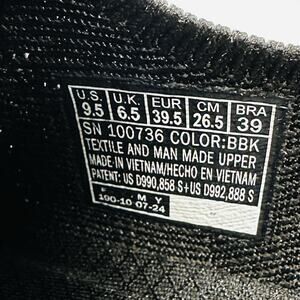 U.S U.K. EUR CM BRA
9.5 6.5 39.5 26.5 39
SN 100736 COLOR:BBK
TEXTILE AND MAN MADE UPPER
MADE IN VIETNAM/HECHO EN VIETNAM
PATENT: US D990,858 S+US D992,888 S
F M Y
190-10 07-24